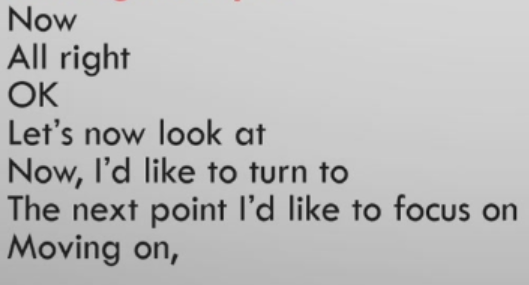 Now
All right
OK
Let's now look at
Now, I'd like to turn to
The next point I'd like to focus on
Moving on,